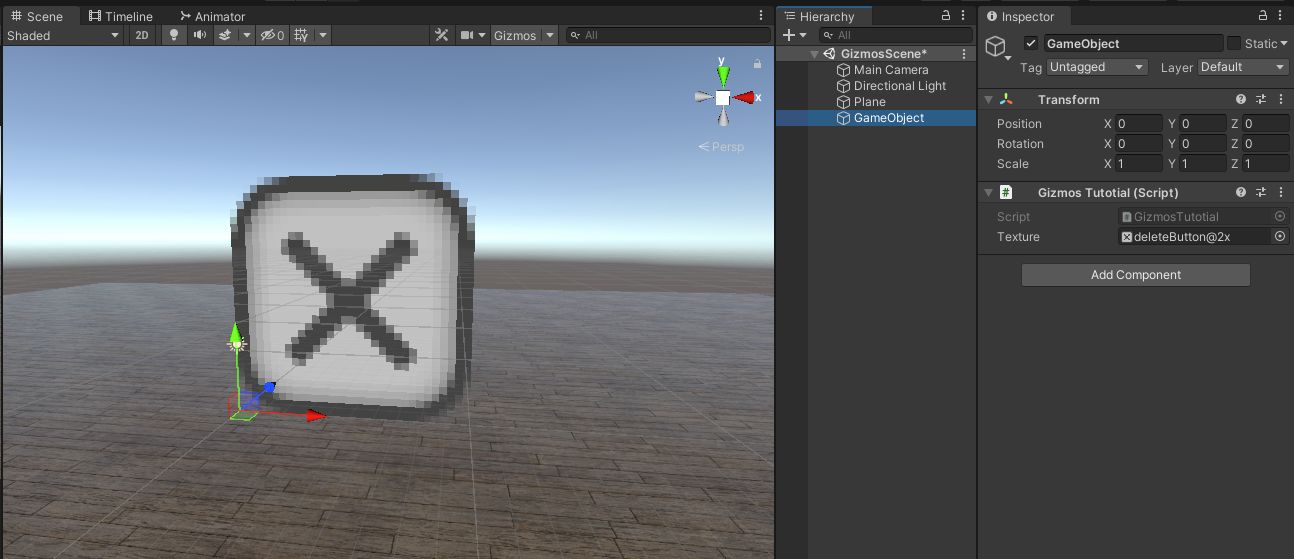 Scene Timeline Animator
Shaded 2D 0 Gizmos All
y
x
Persp
Hierarchy
All
GizmosScene*
Main Camera
Directional Light
Plane
GameObject
Inspector
GameObject Static
Tag Untagged Layer Default
Transform
Position X 0 Y 0 Z 0
Rotation X 0 Y 0 Z 0
Scale X 1 Y 1 Z 1
# Gizmos Tutotial (Script)
Script GizmosTutotial
Texture deleteButton@2x
Add Component